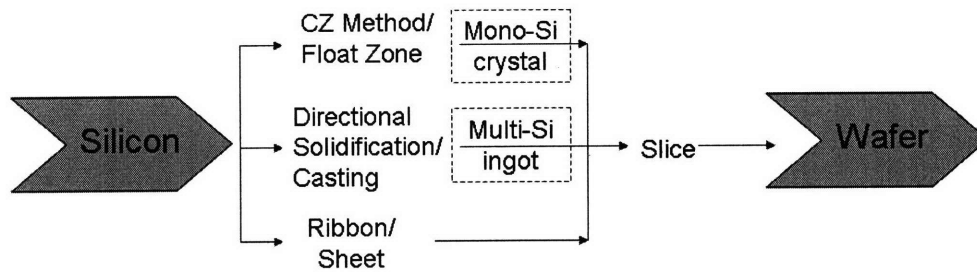 Silicon
CZ Method/
Float Zone
Mono-Si
crystal
Directional
Solidification/
Casting
Multi-Si
ingot
Ribbon/
Sheet
Slice
Wafer